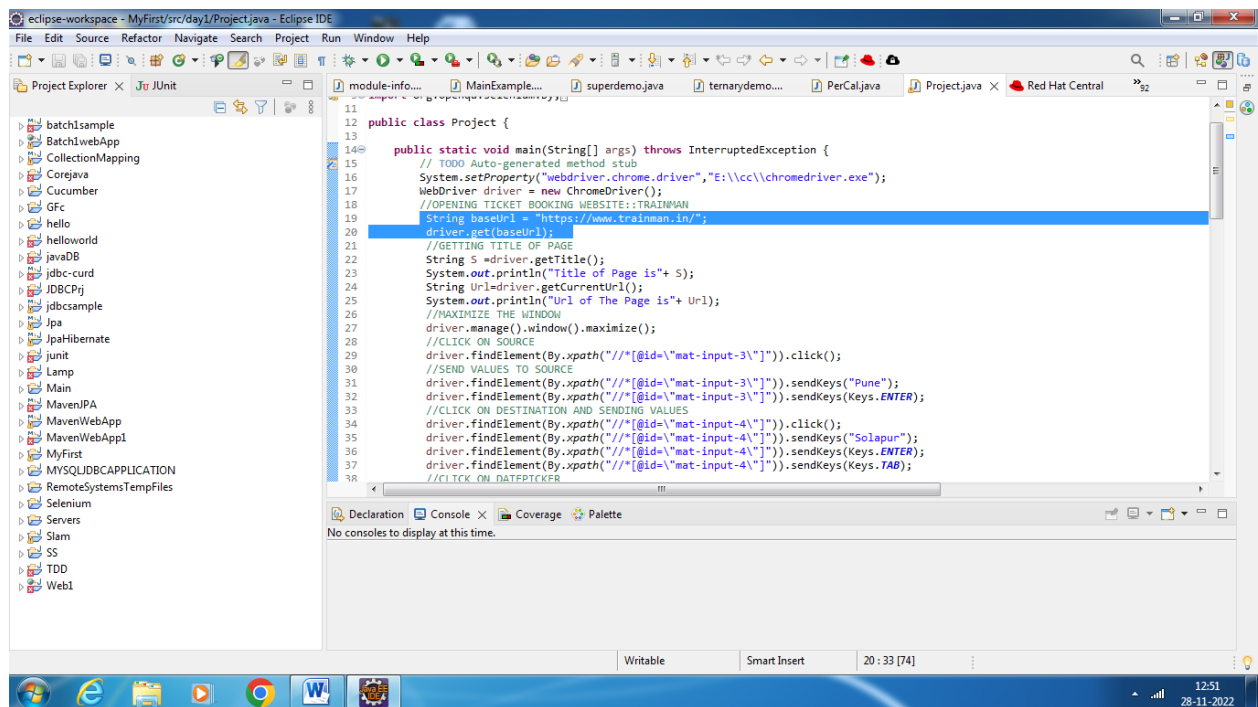 eclipse-workspace - MyFirst/src/day1/Project.java - Eclipse IDE
File Edit Source Refactor Navigate Search Project Run Window Help
Project Explorer JUnit
module-info.... MainExample.... superdemo.java ternarydemo.... PerCal.java Project.java Red Hat Central »92
batch1sample
Batch1webApp
CollectionMapping
Corejava
Cucumber
GFc
hello
helloworld
javaDB
jdbc-curd
JDBCPrj
jdbcsample
Jpa
JpaHibernate
junit
Lamp
Main
MavenJPA
MavenWebApp
MavenWebApp1
MyFirst
MYSQLJDBCAPPLICATION
RemoteSystemsTempFiles
Selenium
Servers
Slam
SS
TDD
Web1
11
12 public class Project {
13
14 public static void main(String[] args) throws InterruptedException {
15 // TODO Auto-generated method stub
16 System.setProperty("webdriver.chrome.driver","E:\\cc\\chromedriver.exe");
17 WebDriver driver = new ChromeDriver();
18 //OPENING TICKET BOOKING WEBSITE::TRAINMAN
19 String baseUrl = "https://www.trainman.in/";
20 driver.get(baseUrl);
21 //GETTING TITLE OF PAGE
22 String S =driver.getTitle();
23 System.out.println("Title of Page is"+ S);
24 String Url=driver.getCurrentUrl();
25 System.out.println("Url of The Page is"+ Url);
26 //MAXIMIZE THE WINDOW
27 driver.manage().window().maximize();
28 //CLICK ON SOURCE
29 driver.findElement(By.xpath("//*[@id=\"mat-input-3\"]")).click();
30 //SEND VALUES TO SOURCE
31 driver.findElement(By.xpath("//*[@id=\"mat-input-3\"]")).sendKeys("Pune");
32 driver.findElement(By.xpath("//*[@id=\"mat-input-3\"]")).sendKeys(Keys.ENTER);
33 //CLICK ON DESTINATION AND SENDING VALUES
34 driver.findElement(By.xpath("//*[@id=\"mat-input-4\"]")).click();
35 driver.findElement(By.xpath("//*[@id=\"mat-input-4\"]")).sendKeys("Solapur");
36 driver.findElement(By.xpath("//*[@id=\"mat-input-4\"]")).sendKeys(Keys.ENTER);
37 driver.findElement(By.xpath("//*[@id=\"mat-input-4\"]")).sendKeys(Keys.TAB);
38 //CLICK ON DATEPICKER
Declaration Console Coverage Palette
No consoles to display at this time.
Writable Smart Insert 20 : 33 [74]
12:51
28-11-2022